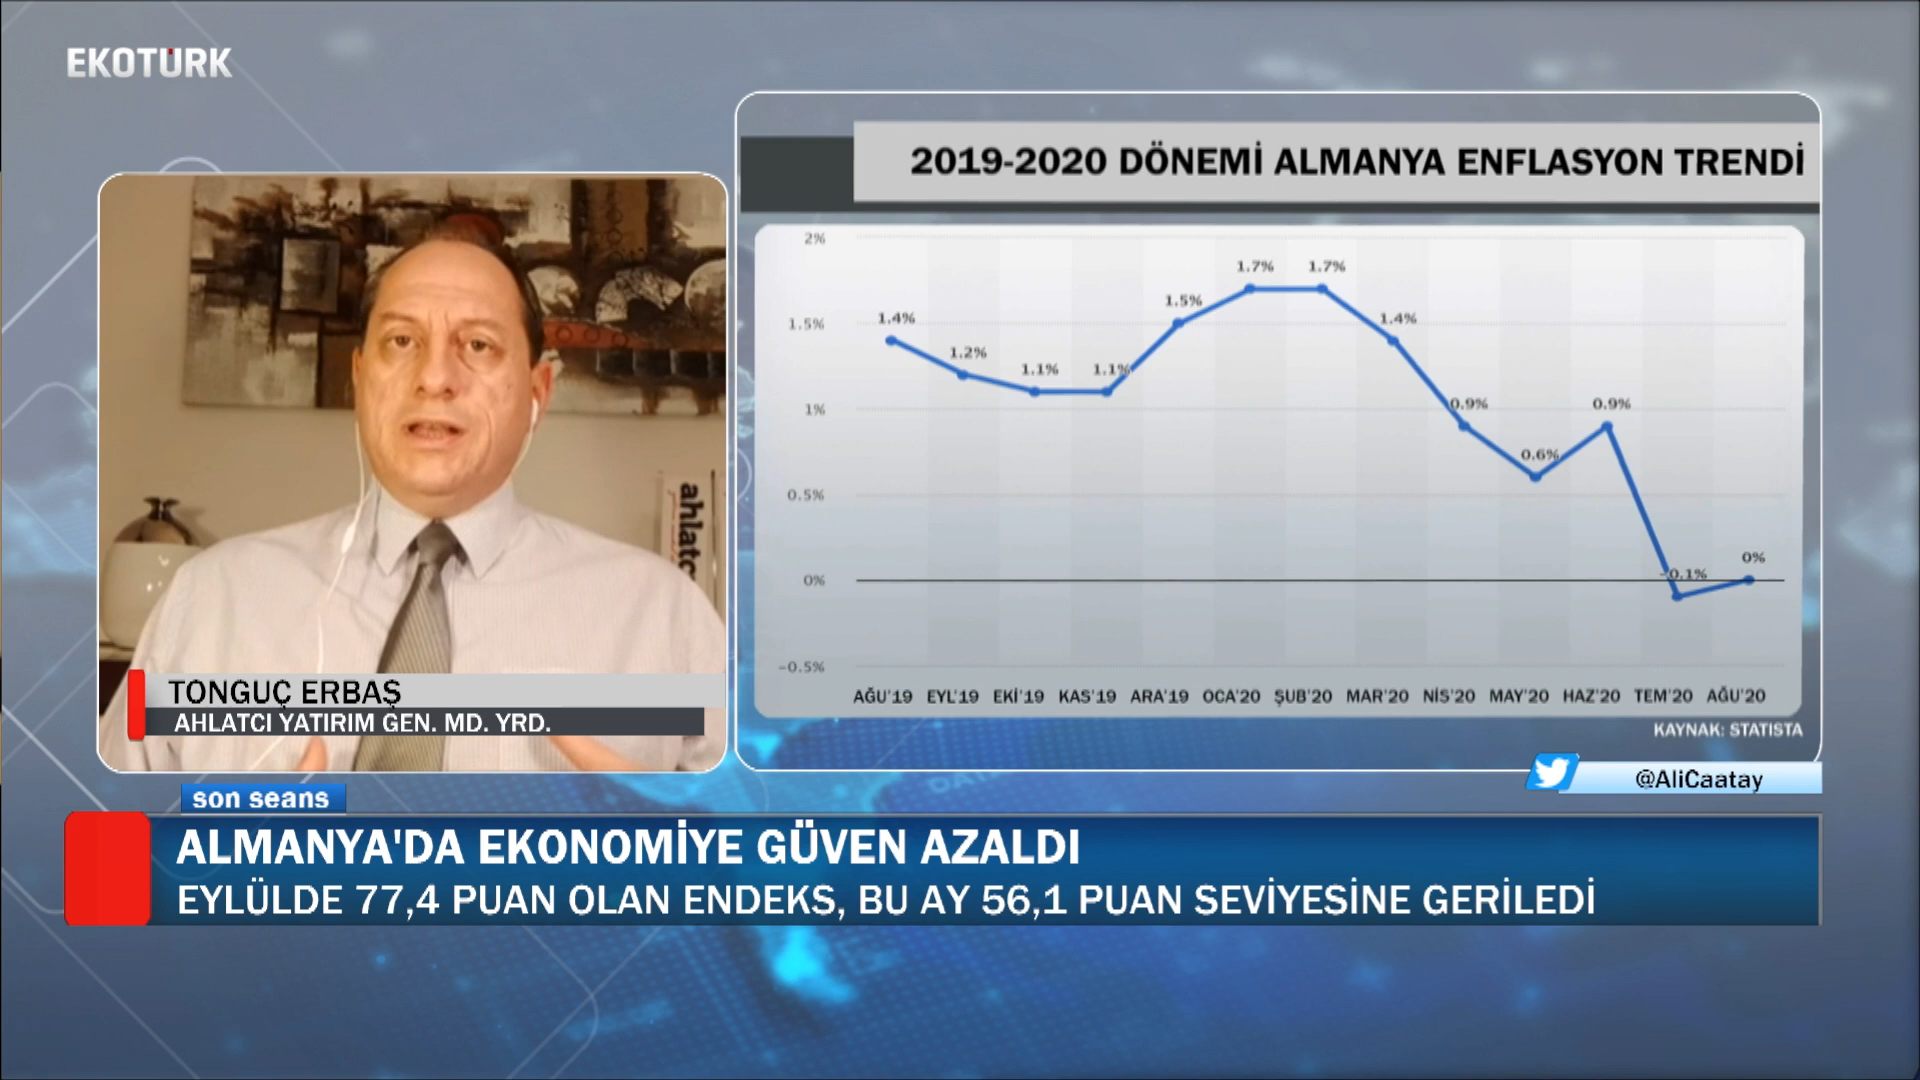 EKOTÜRK
2019-2020 DÖNEMİ ALMANYA ENFLASYON TRENDİ
2%
1.5%
1%
0.5%
0%
-0.5%
1.4%
1.2%
1.1%
1.1%
1.5%
1.7%
1.7%
1.4%
0.9%
0.6%
0.9%
-0.1%
0%
AĞU'19 EYL'19 EKİ'19 KAS'19 ARA'19 OCA'20 ŞUB'20 MAR'20 NİS'20 MAY'20 HAZ'20 TEM'20 AĞU'20
KAYNAK: STATISTA
ahlatc
TONGUÇ ERBAŞ
AHLATCI YATIRIM GEN. MD. YRD.
@AliCaatay
son seans
ALMANYA'DA EKONOMİYE GÜVEN AZALDI
EYLÜLDE 77,4 PUAN OLAN ENDEKS, BU AY 56,1 PUAN SEVİYESİNE GERİLEDİ